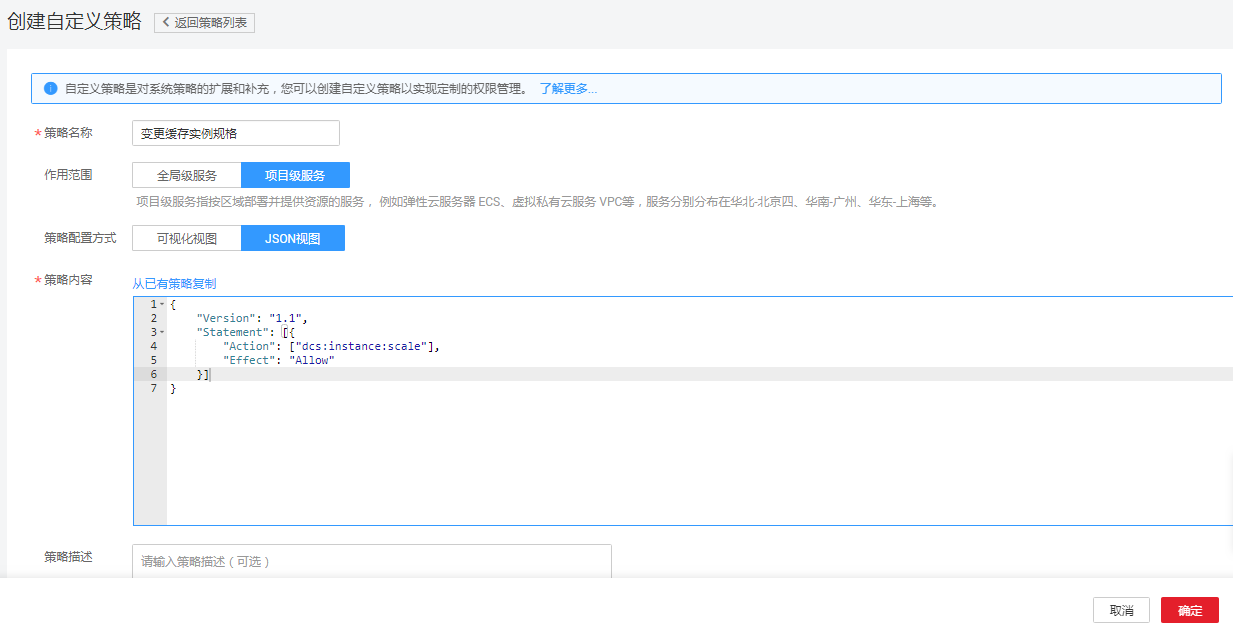 创建自定义策略 返回策略列表
自定义策略是对系统策略的扩展和补充，您可以创建自定义策略以实现定制的权限管理。 了解更多...
* 策略名称 变更缓存实例规格
作用范围 全局级服务 项目级服务
项目级服务指按区域部署并提供资源的服务， 例如弹性云服务器 ECS、虚拟私有云服务 VPC等，服务分别分布在华北-北京四、华南-广州、华东-上海等。
策略配置方式 可视化视图 JSON视图
* 策略内容 从已有策略复制
1 {
2 "Version": "1.1",
3 "Statement": [{
4 "Action": ["dcs:instance:scale"],
5 "Effect": "Allow"
6 }]
7 }
策略描述 请输入策略描述（可选）
取消 确定